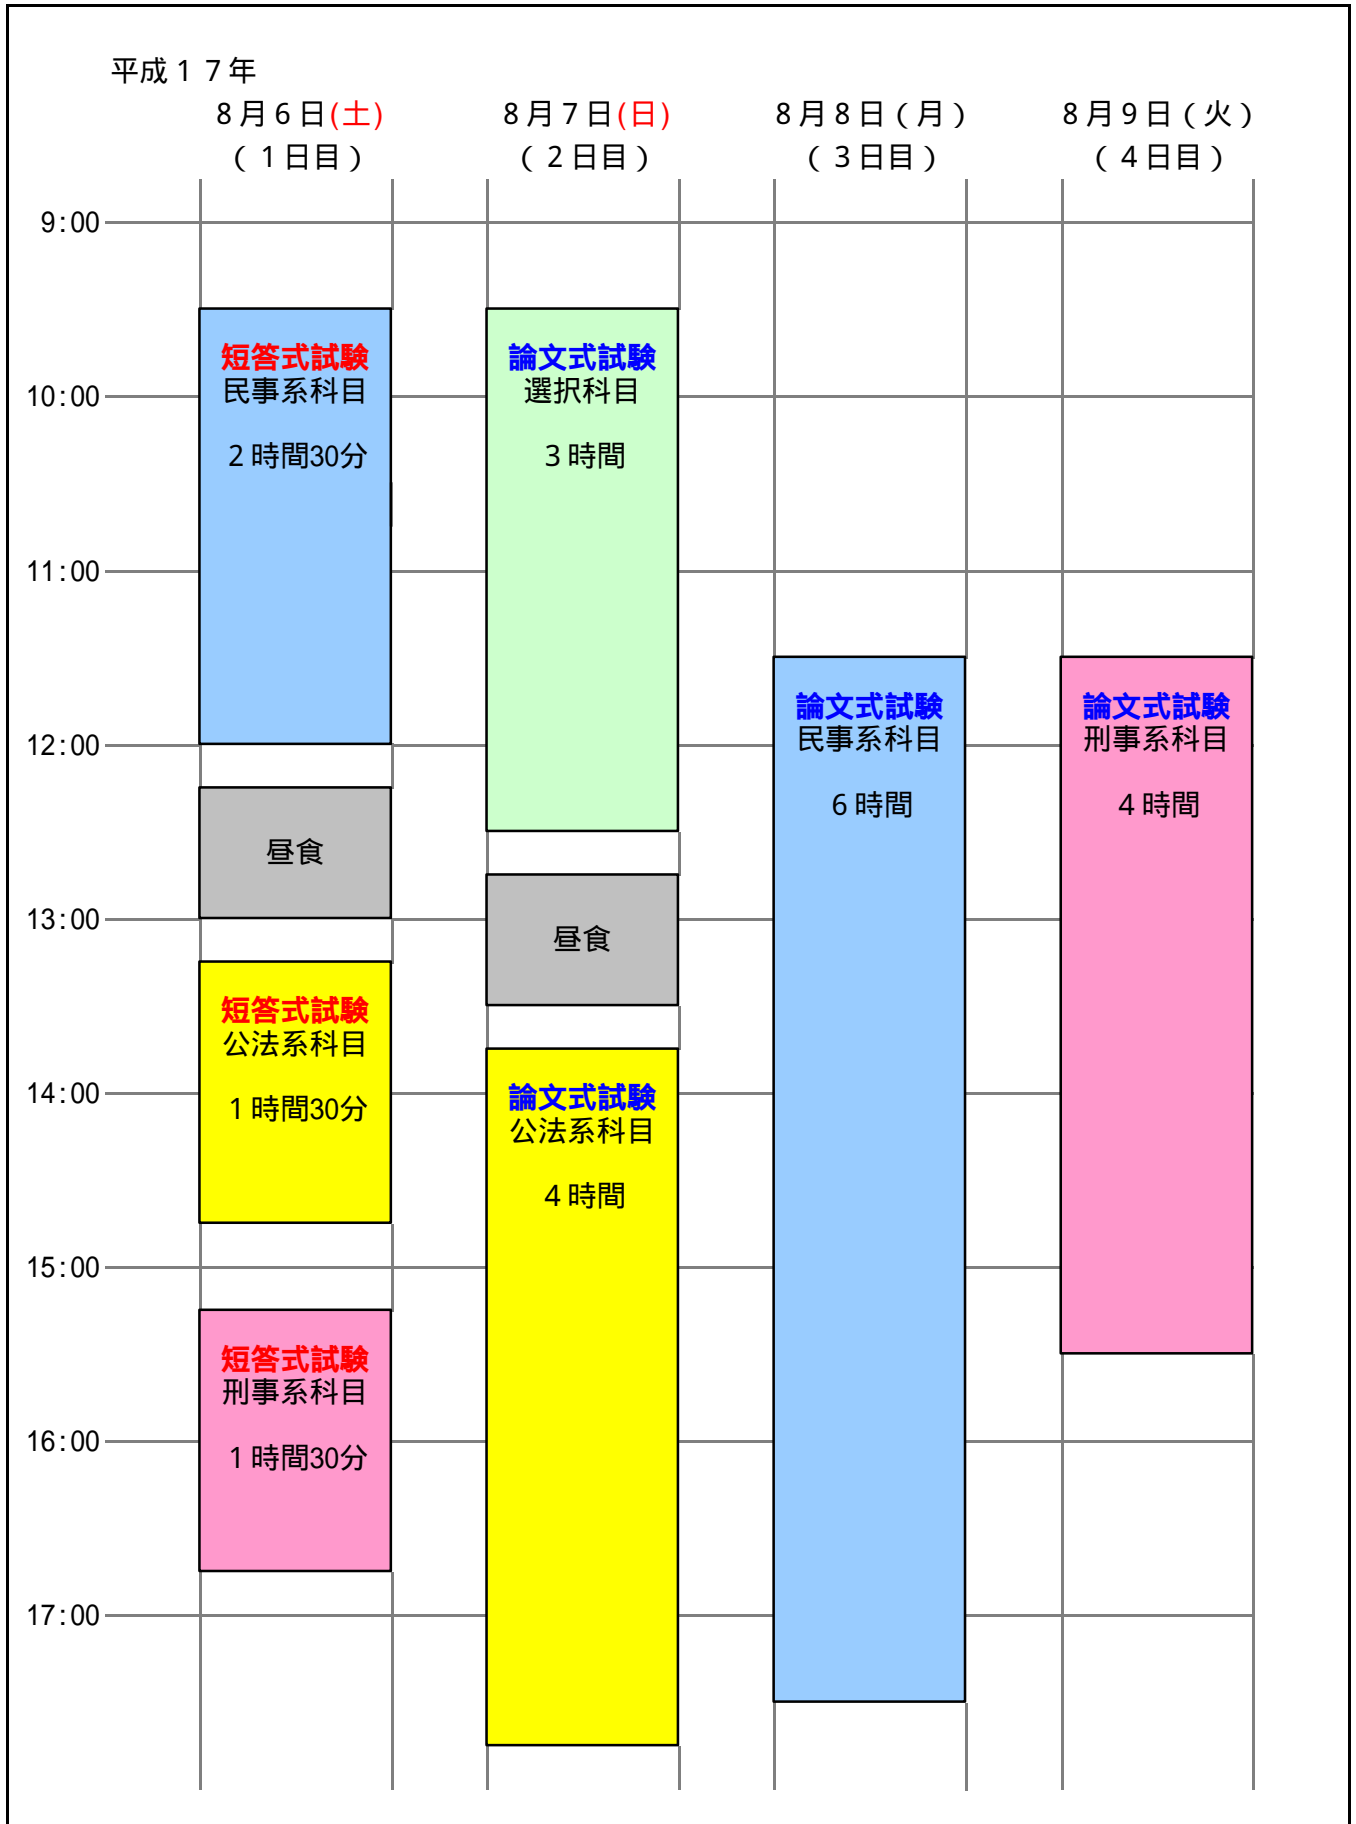 平成１７年
８月６日(土)
（１日目）
８月７日(日)
（２日目）
８月８日（月）
（３日目）
８月９日（火）
（４日目）
9:00
10:00
11:00
12:00
13:00
14:00
15:00
16:00
17:00
短答式試験
民事系科目
２時間30分
昼食
短答式試験
公法系科目
１時間30分
短答式試験
刑事系科目
１時間30分
論文式試験
選択科目
３時間
昼食
論文式試験
公法系科目
４時間
論文式試験
民事系科目
６時間
論文式試験
刑事系科目
４時間